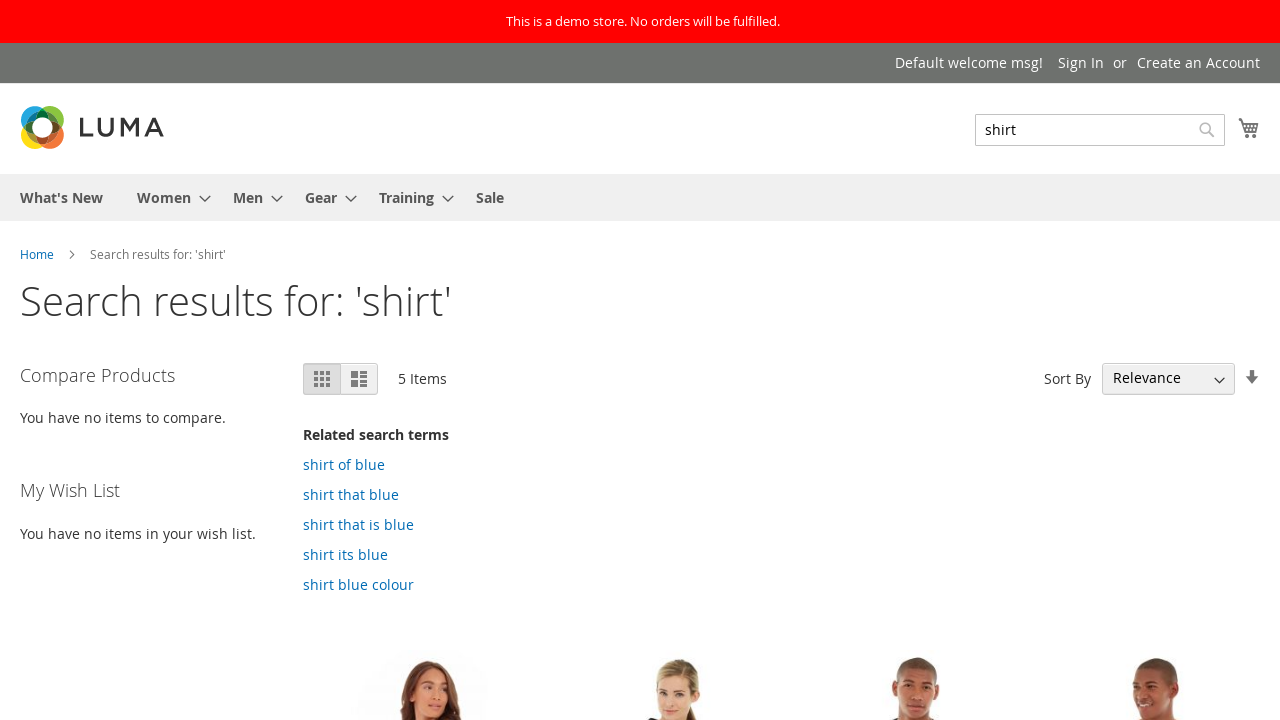 This is a demo store. No orders will be fulfilled.
Default welcome msg! Sign In or Create an Account
LUMA
shirt
What's New Women Men Gear Training Sale
Home Search results for: 'shirt'
Search results for: 'shirt'
Compare Products
You have no items to compare.
My Wish List
You have no items in your wish list.
5 Items
Sort By Relevance
Related search terms
shirt of blue
shirt that blue
shirt that is blue
shirt its blue
shirt blue colour